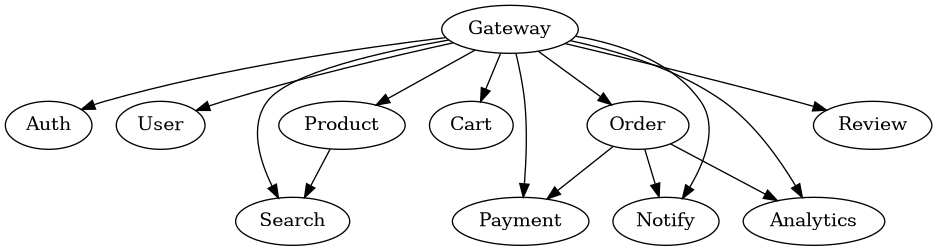 Gateway
Auth
User
Product
Cart
Order
Review
Search
Payment
Notify
Analytics